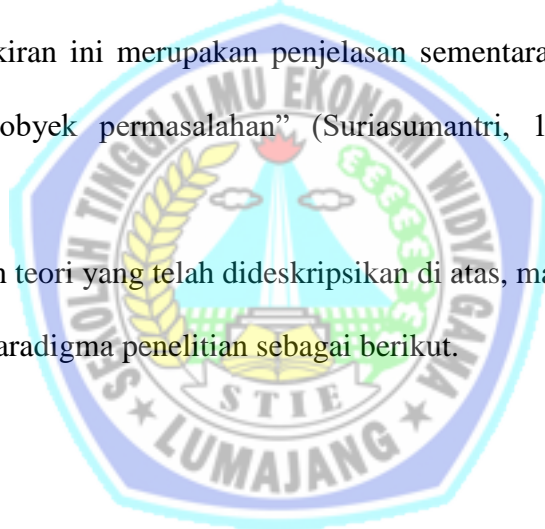 kiran ini merupakan penjelasan sementara
obyek permasalahan” (Suriasumantri, 1
teori yang telah dideskripsikan di atas, ma
aradigma penelitian sebagai berikut.
SEKOLAH TINGGI ILMU EKONOMI WIDYA GAMA
STIE
LUMAJANG